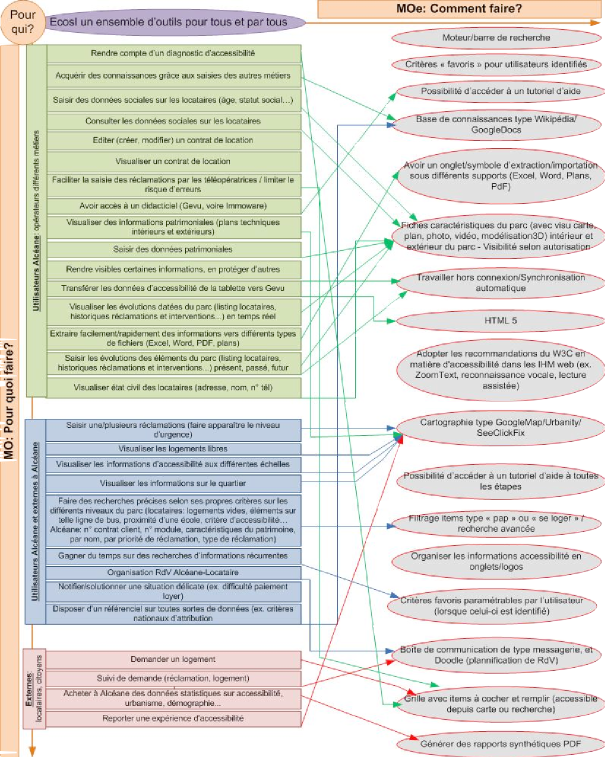 Pour
qui?
EcosI un ensemble d'outils pour tous et par tous
MOe: Comment faire?
MO: Pour quoi faire?
Utilisateurs Alcéane: opérateurs différents métiers
Rendre compte d'un diagnostic d'accessibilité
Acquérir des connaissances grâce aux saisies des autres métiers
Saisir des données sociales sur les locataires (âge, statut social…)
Consulter les données sociales sur les locataires
Editer (créer, modifier) un contrat de location
Visualiser un contrat de location
Faciliter la saisie des réclamations par les téléopératrices / limiter le
risque d'erreurs
Avoir accès à un didacticiel (Gevu, voire Immoware)
Visualiser des informations patrimoniales (plans techniques
intérieurs et extérieurs)
Saisir des données patrimoniales
Rendre visibles certaines informations, en protéger d'autres
Transférer les données d'accessibilité de la tablette vers Gevu
Visualiser les évolutions datées du parc (listing locataires,
historiques réclamations et interventions…) en temps réel
Extraire facilement/rapidement des informations vers différents types
de fichiers (Excel, Word, PDF, plans)
Saisir les évolutions des éléments du parc (listing locataires,
historiques réclamations et interventions…) présent, passé, futur
Visualiser état civil des locataires (adresse, nom, n° tél)
Utilisateurs Alcéane et externes à Alcéane
Saisir une/plusieurs réclamations (faire apparaître le niveau
d'urgence)
Visualiser les logements libres
Visualiser les informations d'accessibilité aux différentes échelles
Visualiser les informations sur le quartier
Faire des recherches précises selon ses propres critères sur les
différents niveaux du parc (locataires: logements vides, éléments sur
telle ligne de bus, proximité d'une école, critère d'accessibilité…
Alcéane: n° contrat client, n° module, caractéristiques du patrimoine,
par nom, par priorité de réclamation, type de réclamation)
Gagner du temps sur des recherches d'informations récurrentes
Organisation RdV Alcéane-Locataire
Notifier/solutionner une situation délicate (ex. difficulté paiement
loyer)
Disposer d'un référenciel sur toutes sortes de données (ex. critères
nationaux d'attribution)
Externes:
locataires, citoyens
Demander un logement
Suivi de demande (réclamation, logement)
Acheter à Alcéane des données statistiques sur accessibilité,
urbanisme, démographie...
Reporter une expérience d'accessibilité
Moteur/barre de recherche
Critères « favoris » pour utilisateurs identifiés
Possibilité d'accéder à un tutoriel d'aide
Base de connaissances type Wikipédia/
GoogleDocs
Avoir un onglet/symbole d'extraction/importation
sous différents supports (Excel, Word, Plans,
PdF)
Fiches caractéristiques du parc (avec visu carte,
plan, photo, vidéo, modélisation3D) intérieur et
extérieur du parc - Visibilité selon autorisation
Travailler hors connexion/Synchronisation
automatique
HTML 5
Adopter les recommandations du W3C en
matière d'accessibilité dans les IHM web (ex.
ZoomText, reconnaissance vocale, lecture
assistée)
Cartographie type GoogleMap/Urbanity/
SeeClickFix
Possibilité d'accéder à un tutoriel d'aide à toutes
les étapes
Filtrage items type « pap » ou « se loger » /
recherche avancée
Organiser les informations accessibilité en
onglets/logos
Critères favoris paramétrables par l'utilisateur
(lorsque celui-ci est identifié)
Boîte de communication de type messagerie, et
Doodle (plannification de RdV)
Grille avec items à cocher et remplir (accessible
depuis carte ou recherche)
Générer des rapports synthétiques PDF